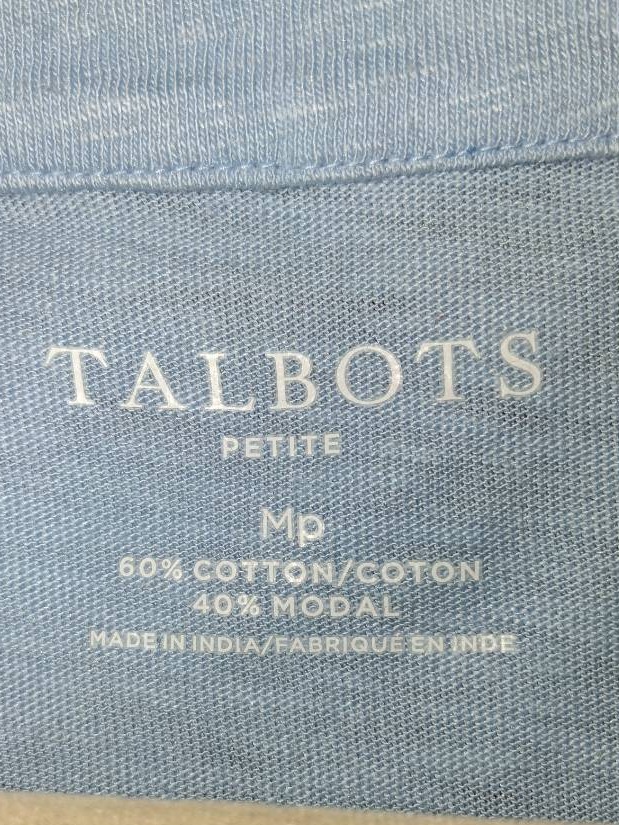 TALBOTS
PETITE
Mp
60% COTTON/COTON
40% MODAL
MADE IN INDIA/FABRIQUÉ EN INDE